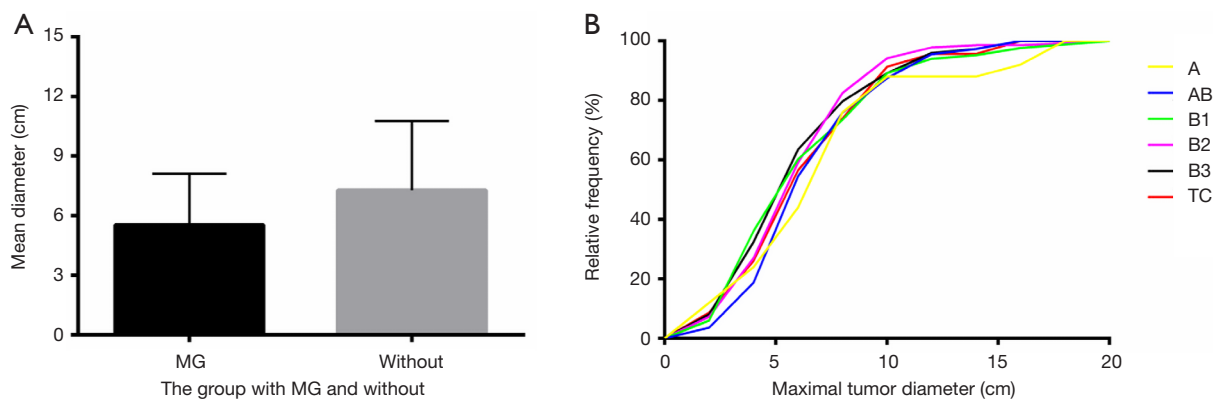 A
Mean diameter (cm)
15
12
9
6
3
0
MG
Without
The group with MG and without
B
Relative frequency (%)
100
80
60
40
20
0
0
5
10
15
20
Maximal tumor diameter (cm)
A
AB
B1
B2
B3
TC